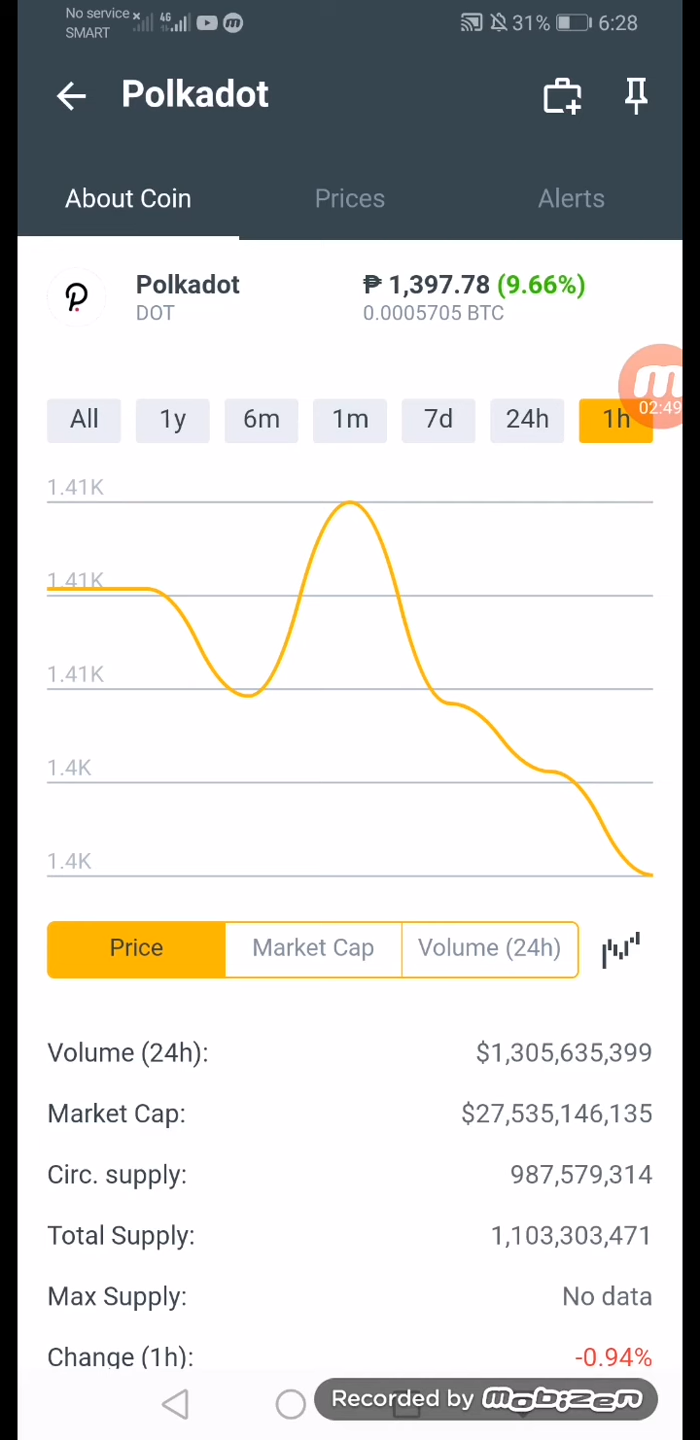 No service
SMART
4G
31% 6:28
Polkadot
About Coin Prices Alerts
Polkadot ₱ 1,397.78 (9.66%)
DOT 0.0005705 BTC
02:49
All 1y 6m 1m 7d 24h 1h
1.41K
1.41K
1.41K
1.4K
1.4K
Price Market Cap Volume (24h)
Volume (24h): $1,305,635,399
Market Cap: $27,535,146,135
Circ. supply: 987,579,314
Total Supply: 1,103,303,471
Max Supply: No data
Change (1h): -0.94%
Recorded by mobizen